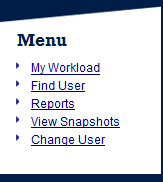 Menu
My Workload
Find User
Reports
View Snapshots
Change User